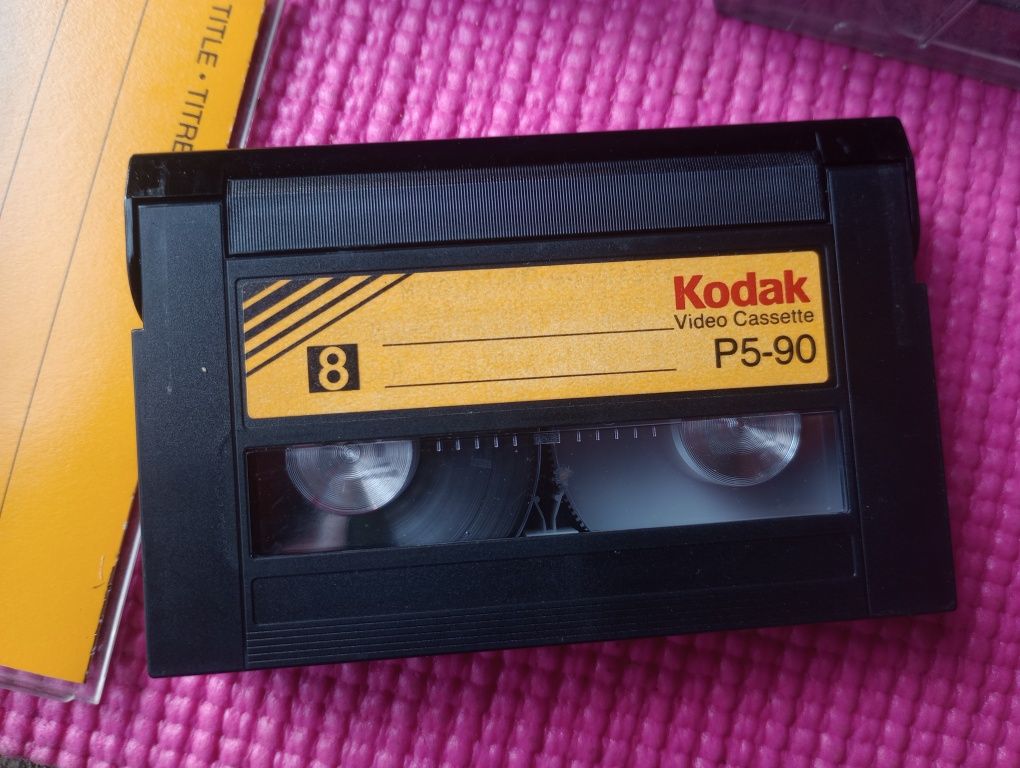 TITLE • TITRE
Kodak
Video Cassette
8
P5-90